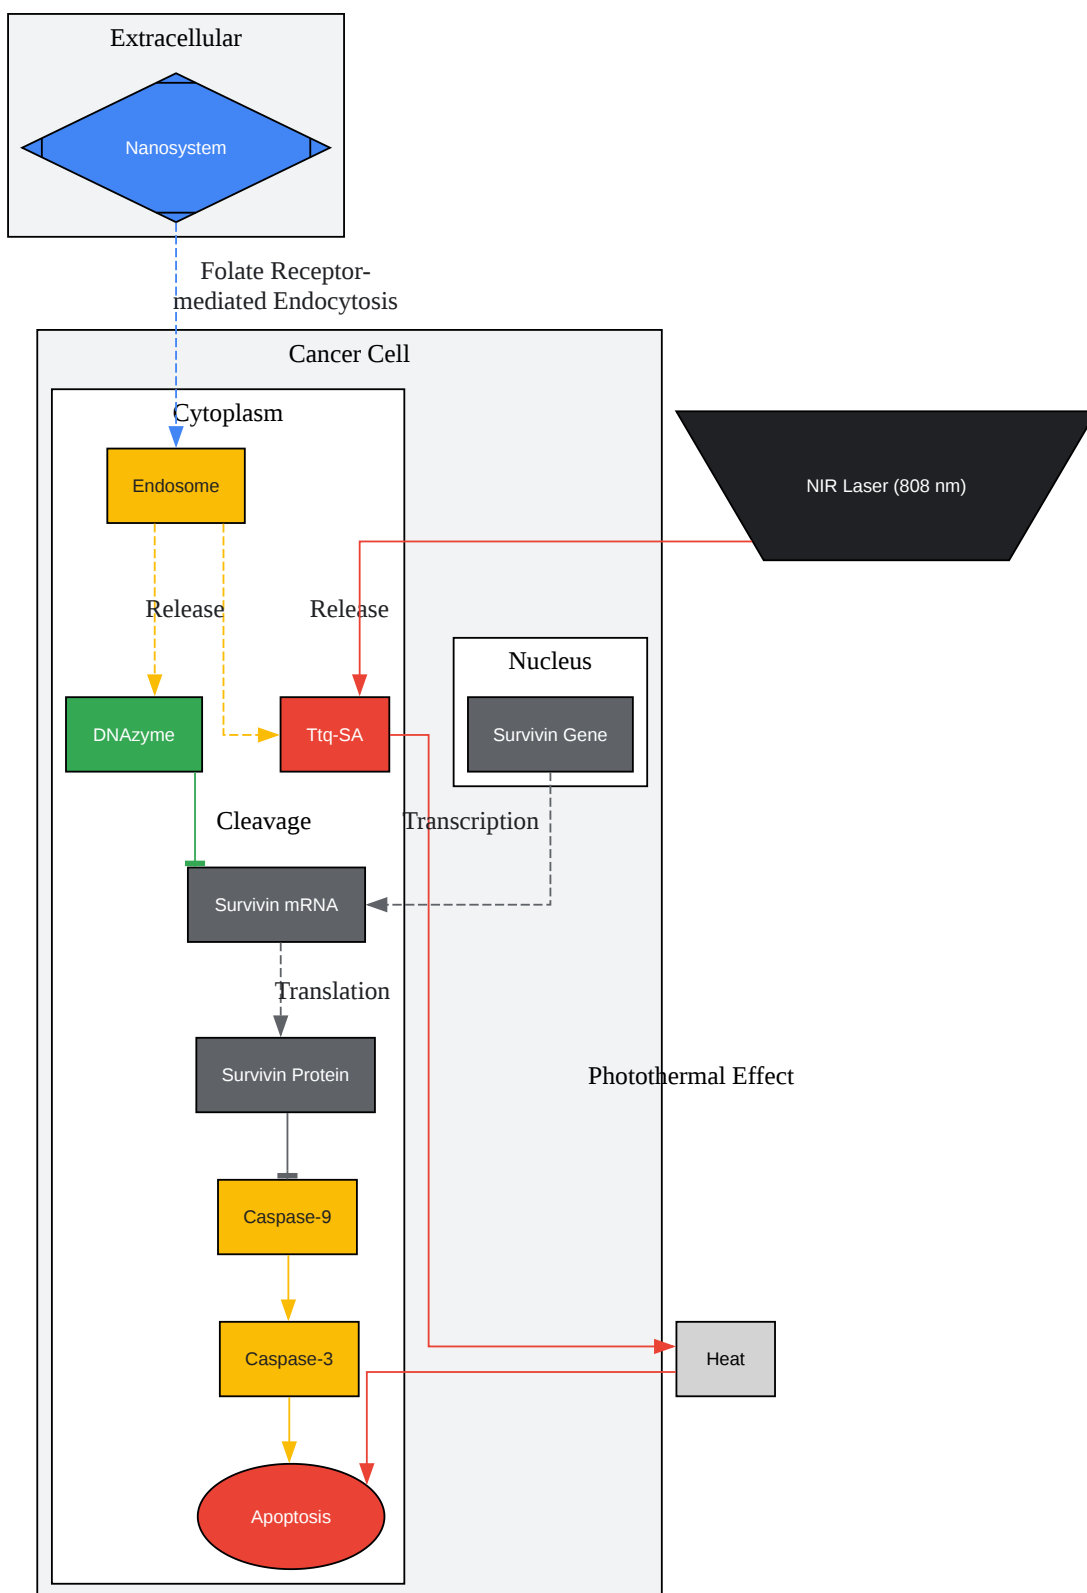 Extracellular
Nanosystem
Folate Receptor-
mediated Endocytosis
Cancer Cell
Cytoplasm
Endosome
NIR Laser (808 nm)
Release
Release
Nucleus
DNAzyme
Ttq-SA
Survivin Gene
Cleavage
Transcription
Survivin mRNA
Translation
Survivin Protein
Photothermal Effect
Caspase-9
Caspase-3
Heat
Apoptosis